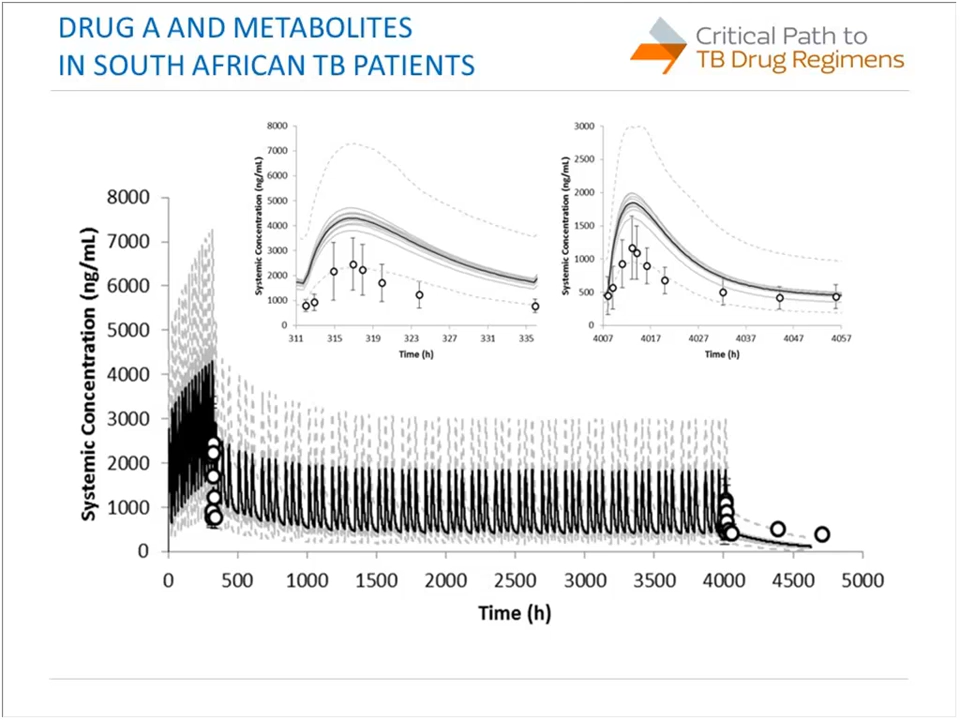 DRUG A AND METABOLITES
IN SOUTH AFRICAN TB PATIENTS
Critical Path to
TB Drug Regimens
8000
7000
6000
5000
4000
3000
2000
1000
0
Systemic Concentration (ng/mL)
311 315 319 323 327 331 335
Time (h)
3000
2500
2000
1500
1000
500
0
Systemic Concentration (ng/mL)
4007 4017 4027 4037 4047 4057
Time (h)
8000
7000
6000
5000
4000
3000
2000
1000
0
Systemic Concentration (ng/mL)
0 500 1000 1500 2000 2500 3000 3500 4000 4500 5000
Time (h)